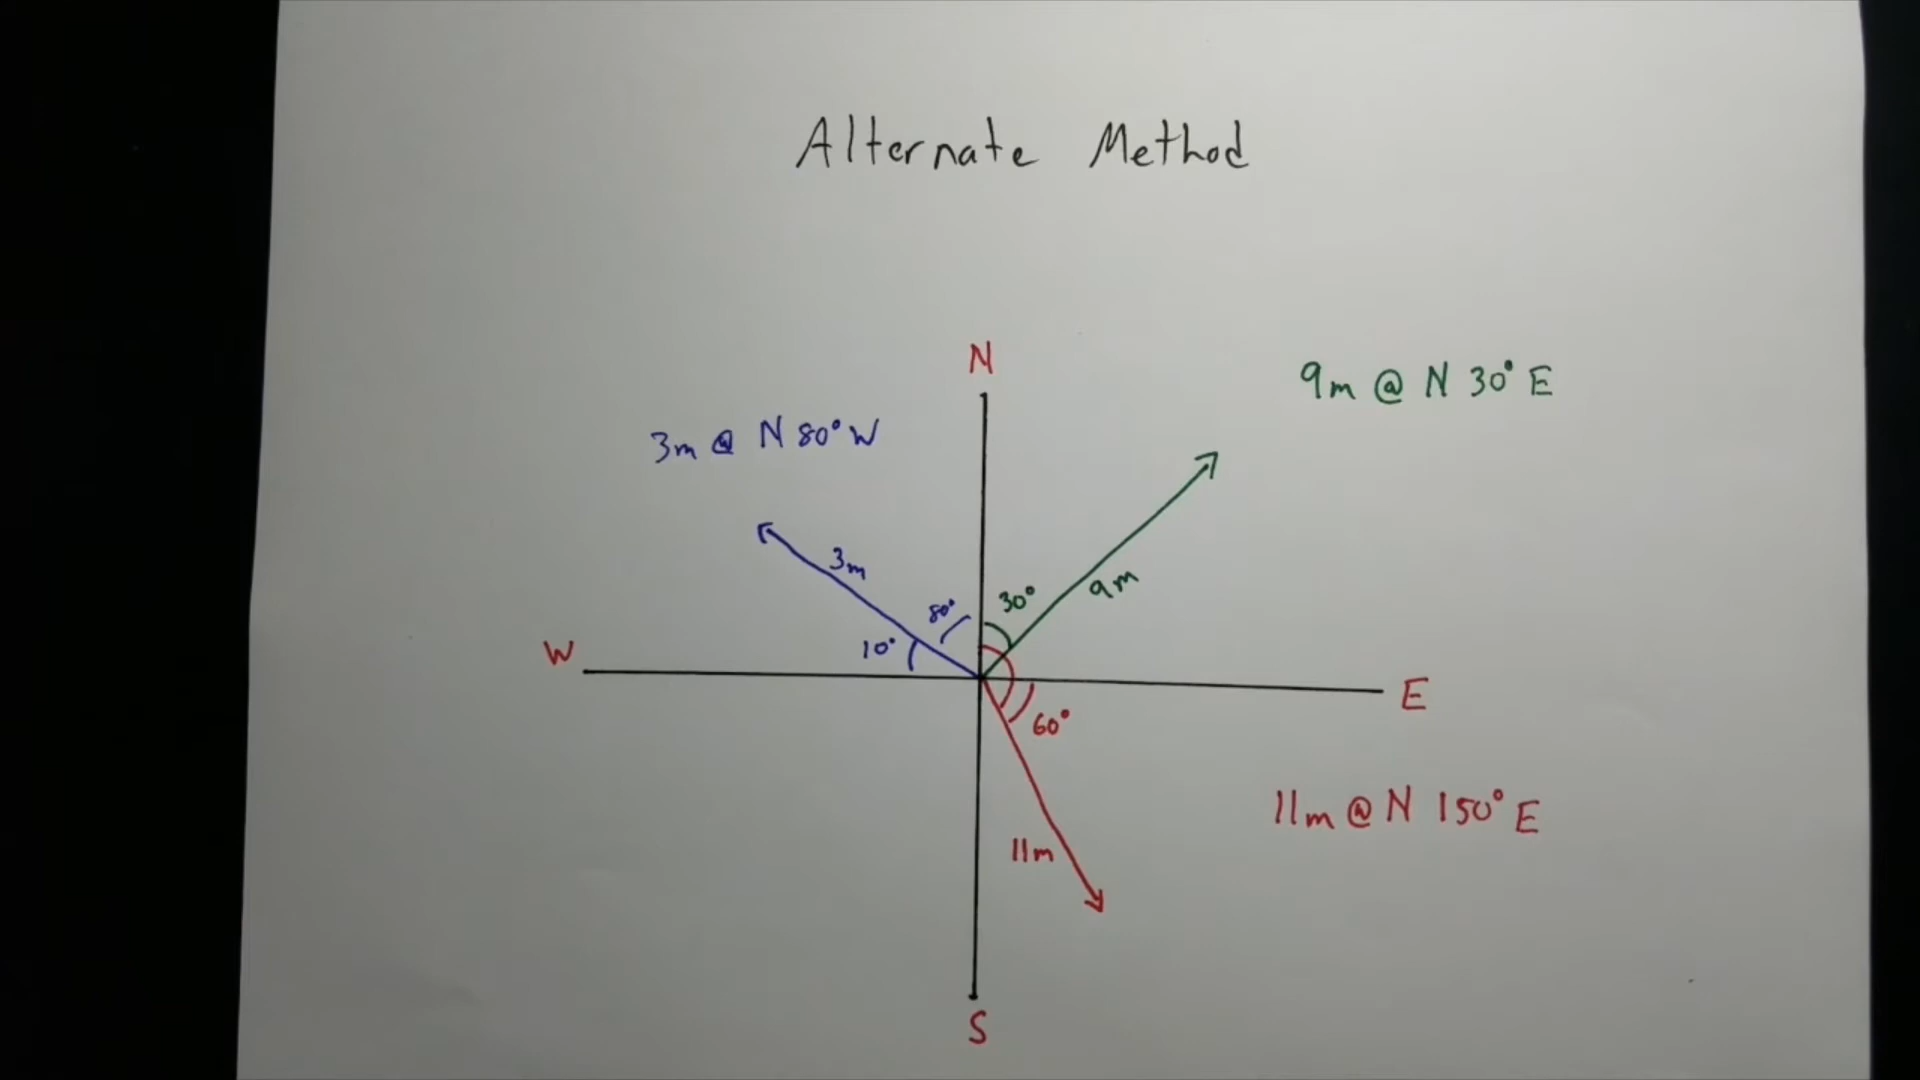 Alternate Method
N
9m @ N 30° E
3m @ N 80° W
3m
80°
30°
9m
10°
W
E
60°
11m @ N 150° E
11m
S